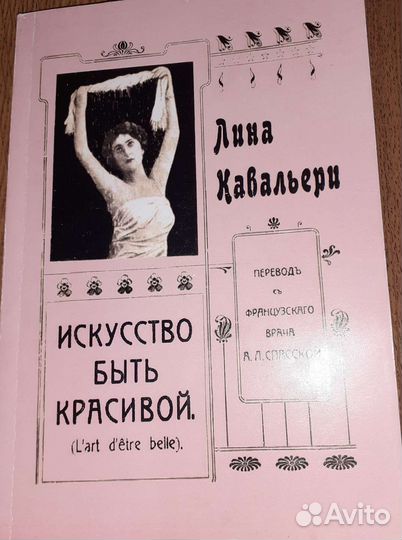 Лина
Кавальери
ПЕРЕВОДЪ
съ
ФРАНЦУЗСКАГО
ВРАЧА
А.Л. СПАССКОЙ
ИСКУССТВО
БЫТЬ
КРАСИВОЙ.
(L'art d'être belle).
Avito